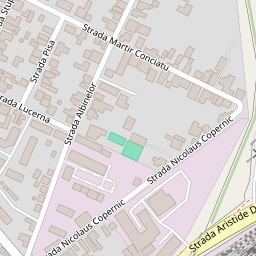 Strada Martir Conciatu
Strada Pisa
Strada Albinelor
Strada Lucerna
Strada Nicolaus Copernic
Strada Nicolaus Copernic
Strada Aristide D